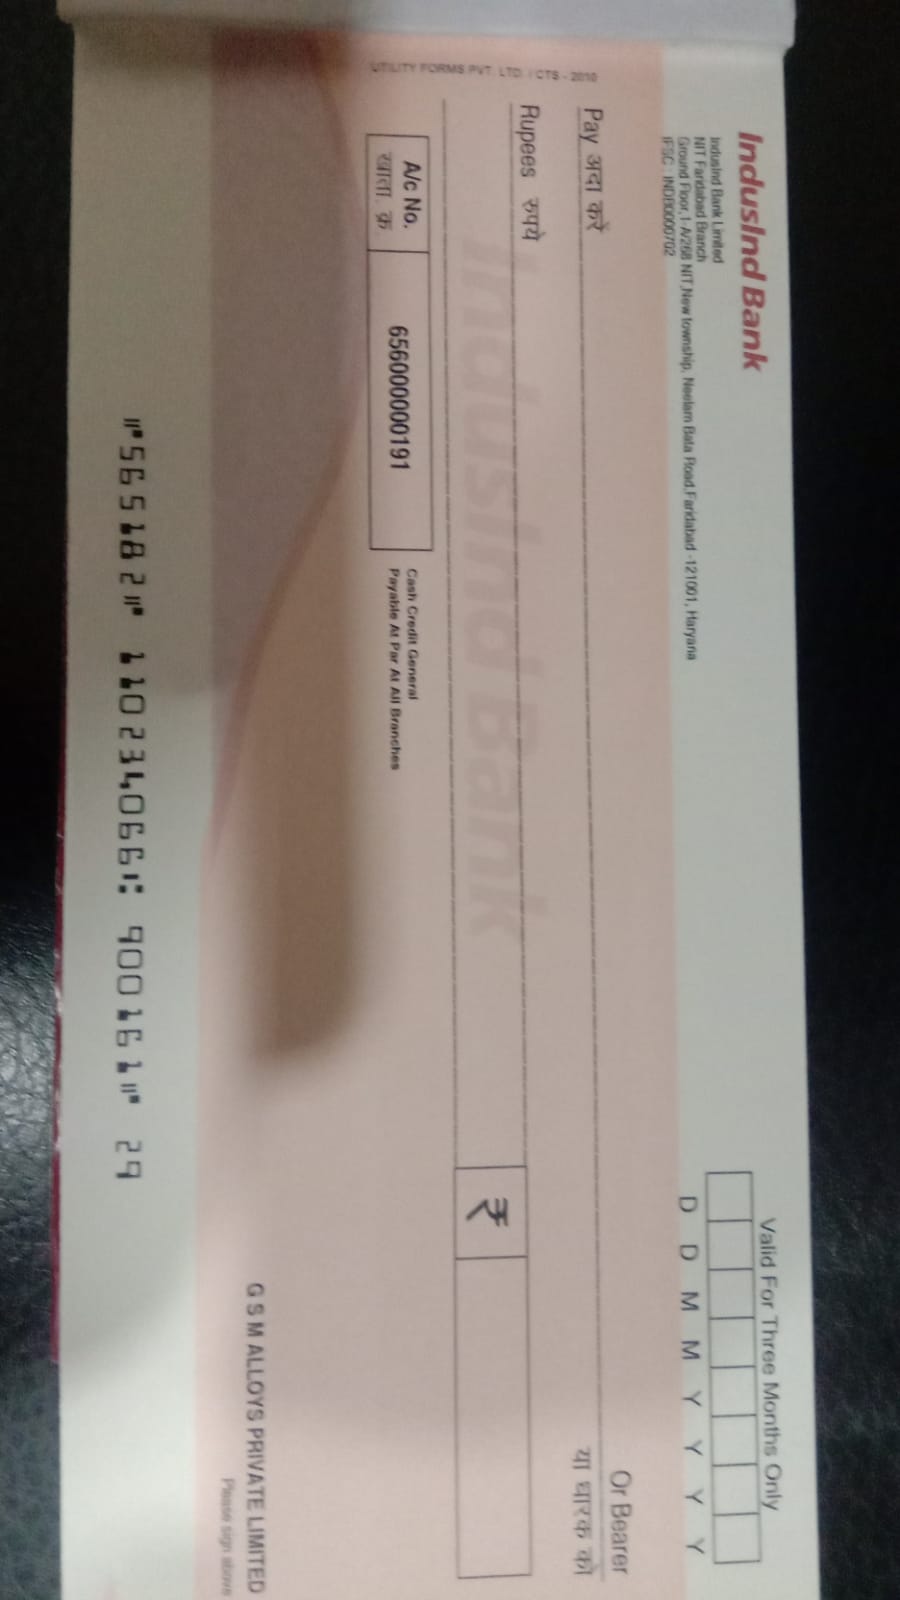 IndusInd Bank
IndusInd Bank Limited
NIT Faridabad Branch
Ground Floor,1-A/268 NIT,New township, Neelam Bata Road,Faridabad -121001, Haryana
IFSC : INDB0000702
Valid For Three Months Only
D D M M Y Y Y Y
Pay अदा करें
Or Bearer
या धारक को
Rupees रुपये
₹
IndusInd Bank
A/c No.
खाता. क्र.
656000000191
Cash Credit General
Payable At Par At All Branches
UTILITY FORMS PVT. LTD. / CTS - 2010
G S M ALLOYS PRIVATE LIMITED
Please sign above
⑈565182⑈ 110234066⑆ 900161⑈ 29